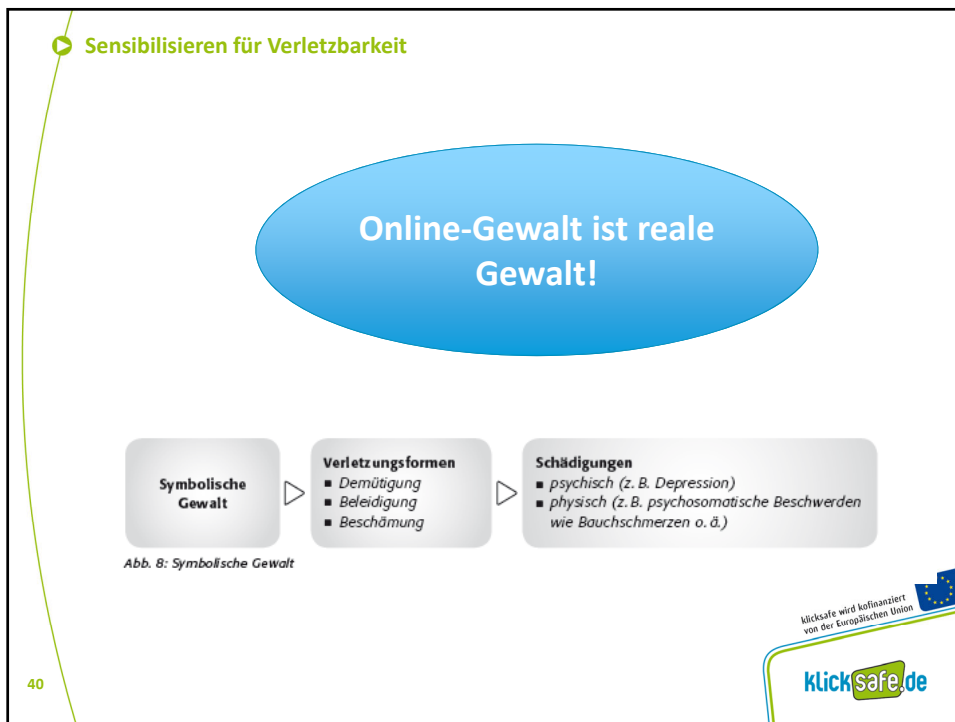 Sensibilisieren für Verletzbarkeit
Online-Gewalt ist reale
Gewalt!
Symbolische
Gewalt
Verletzungsformen
▪ Demütigung
▪ Beleidigung
▪ Beschämung
Schädigungen
▪ psychisch (z. B. Depression)
▪ physisch (z. B. psychosomatische Beschwerden
wie Bauchschmerzen o. ä.)
Abb. 8: Symbolische Gewalt
klicksafe wird kofinanziert
von der Europäischen Union
klicksafe.de
40